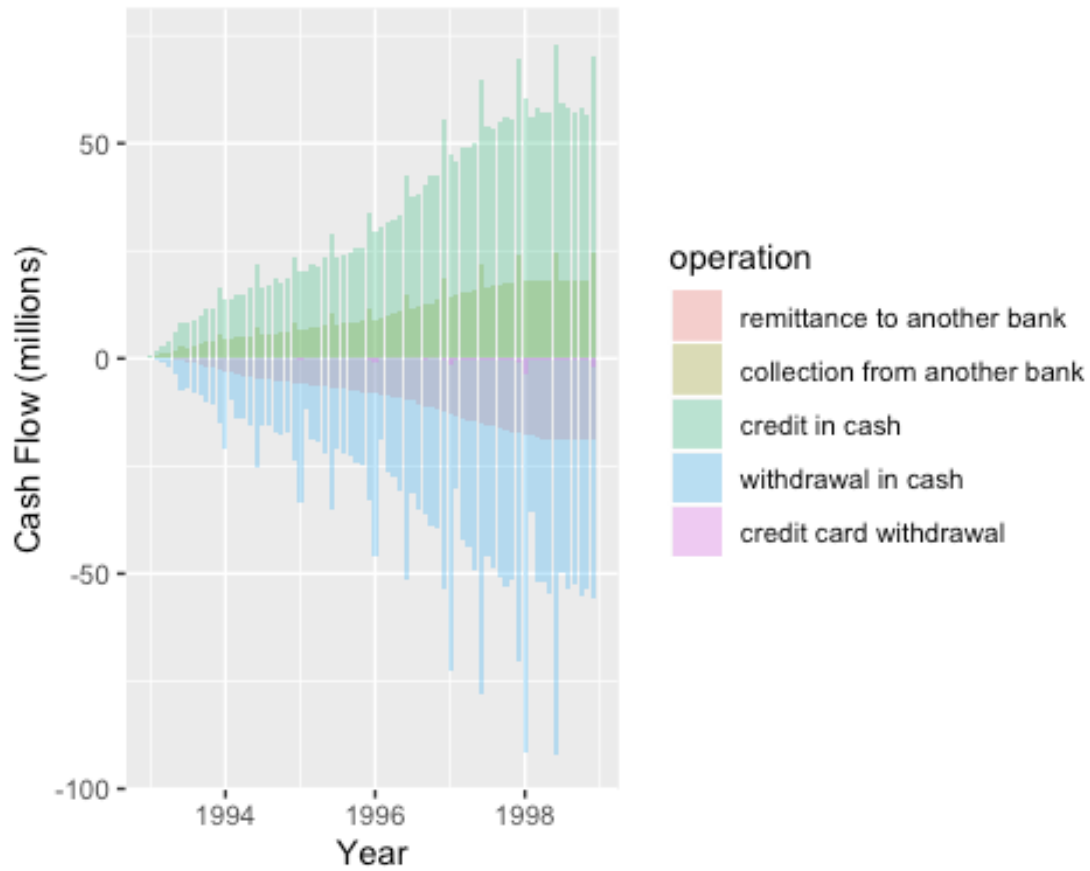 Cash Flow (millions)
50
0
-50
-100
1994
1996
1998
Year
operation
remittance to another bank
collection from another bank
credit in cash
withdrawal in cash
credit card withdrawal